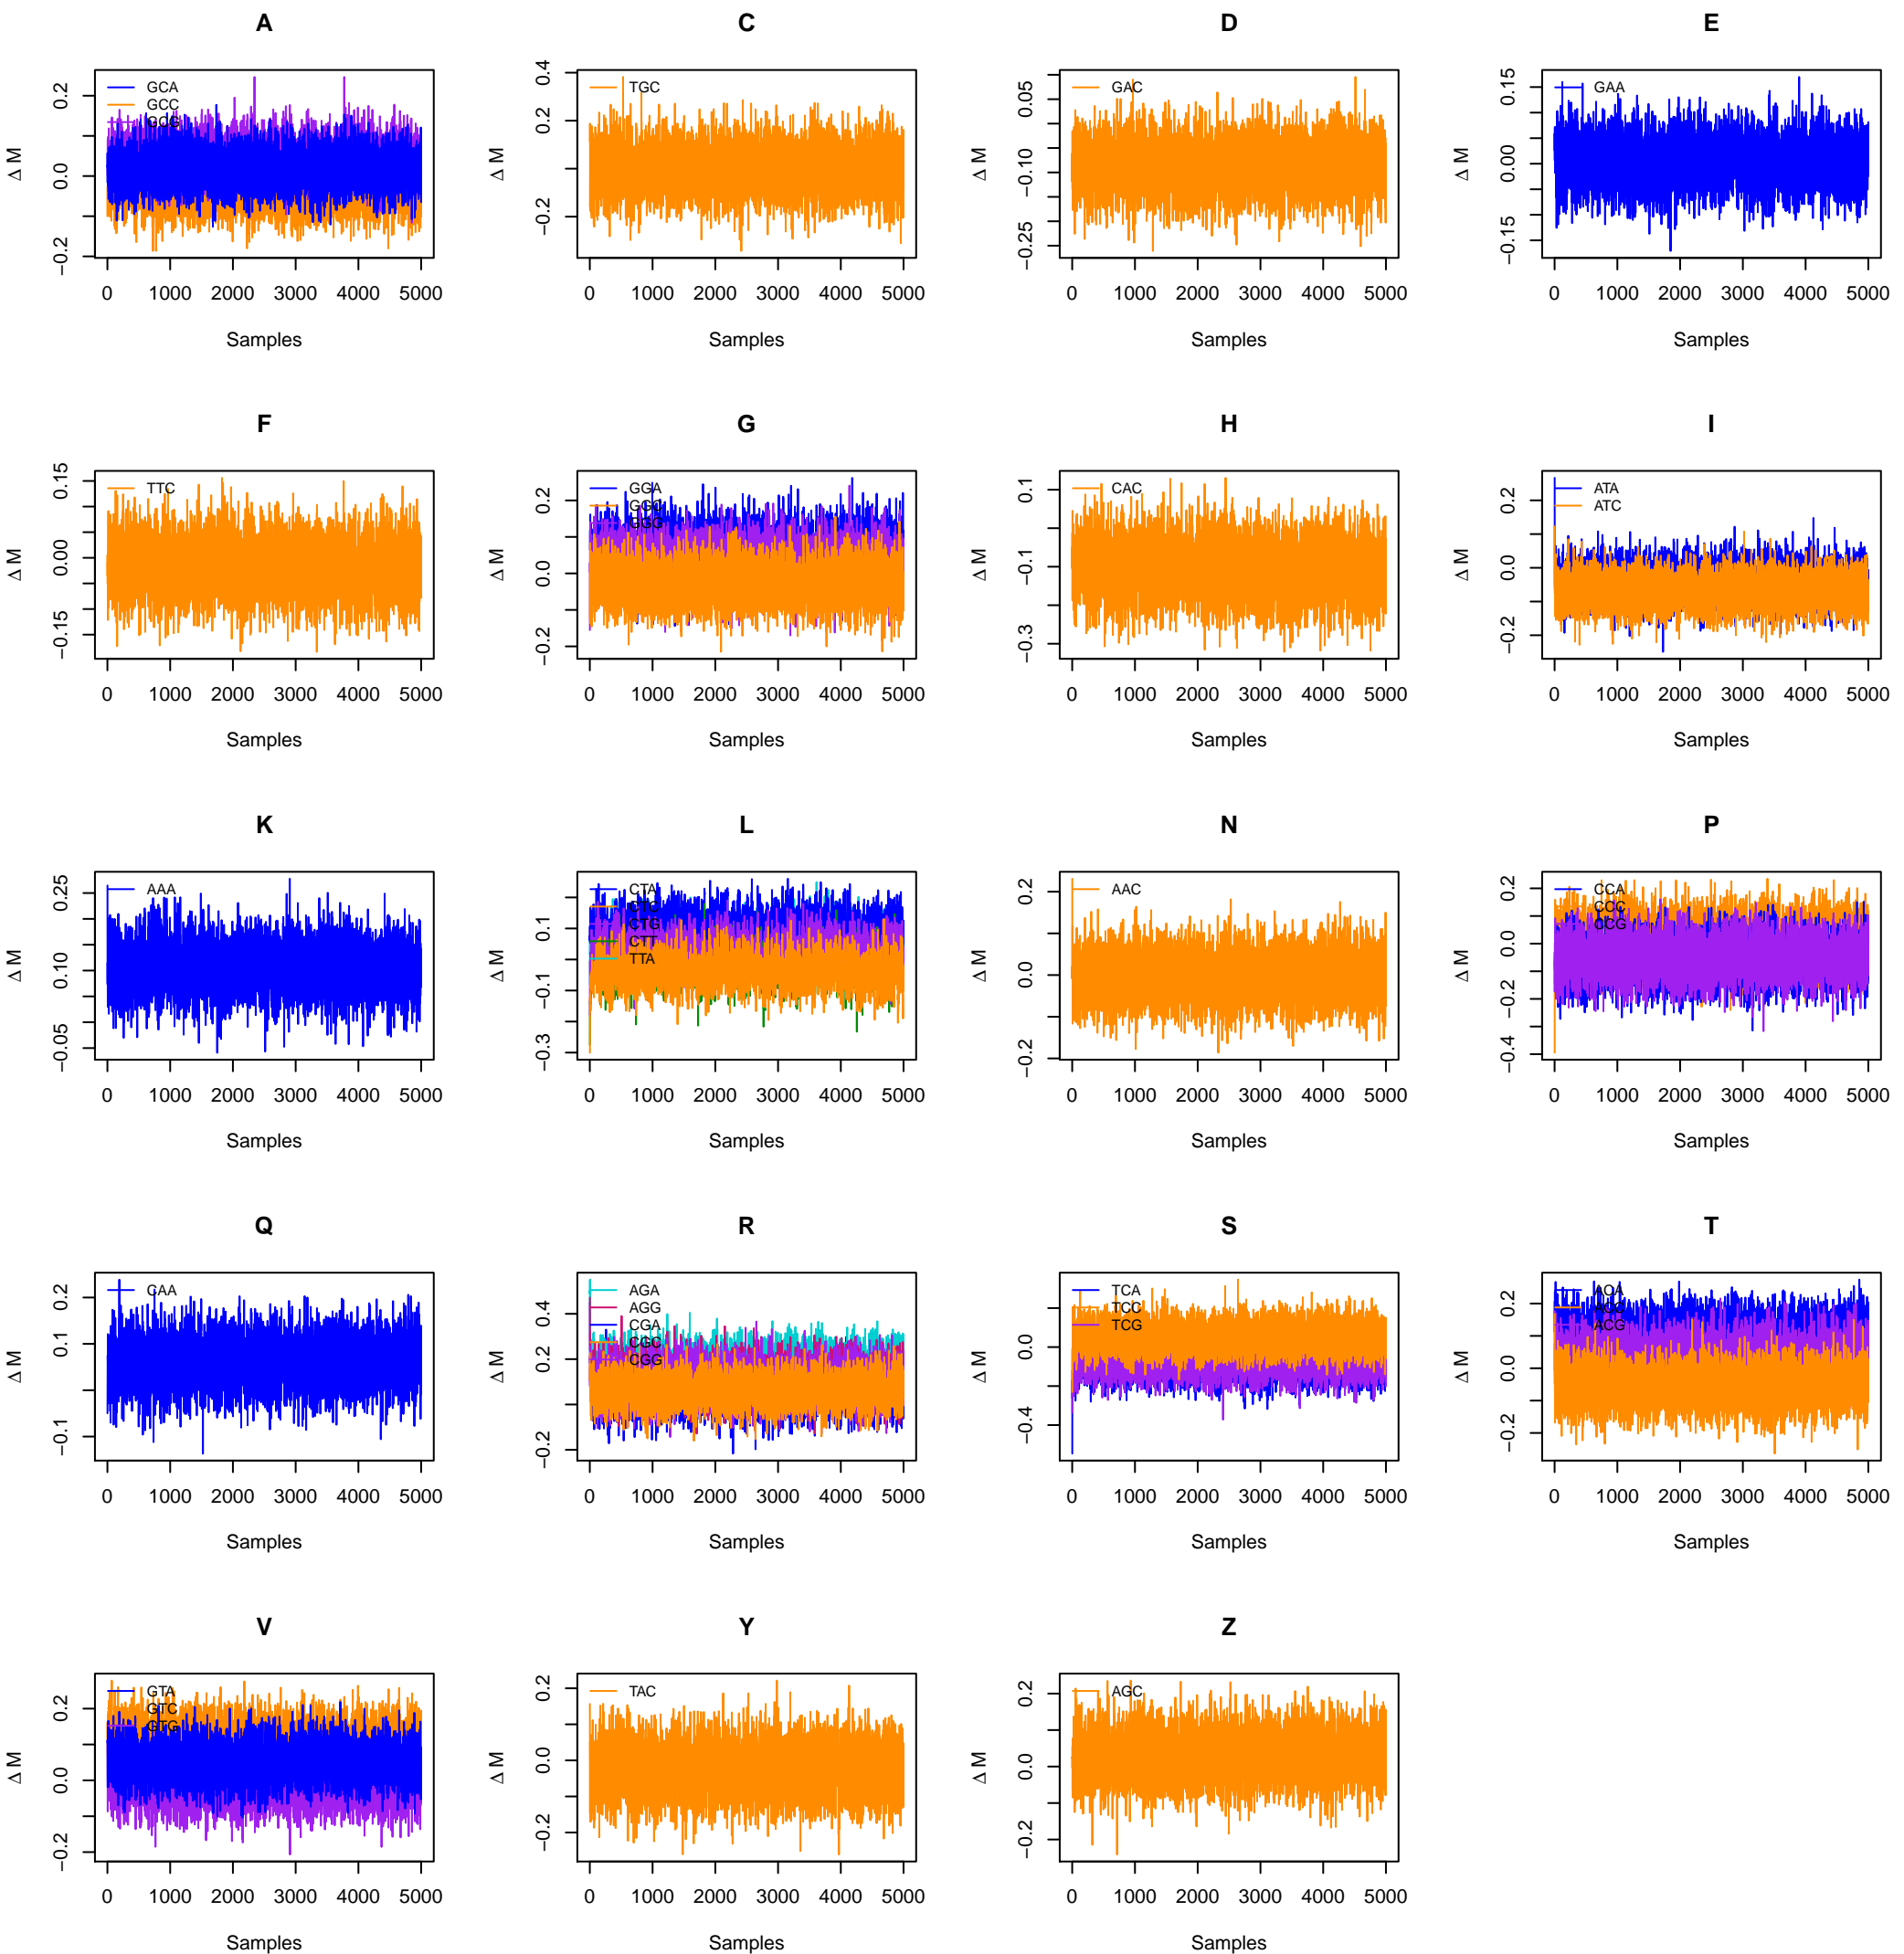 A
Δ M
0.2
0.0
−0.2
GCA
GCC
GCG
0 1000 2000 3000 4000 5000
Samples
C
Δ M
0.4
0.2
−0.2
TGC
0 1000 2000 3000 4000 5000
Samples
D
Δ M
0.05
−0.10
−0.25
GAC
0 1000 2000 3000 4000 5000
Samples
E
Δ M
0.15
0.00
−0.15
GAA
0 1000 2000 3000 4000 5000
Samples
F
Δ M
0.15
0.00
−0.15
TTC
0 1000 2000 3000 4000 5000
Samples
G
Δ M
0.2
0.0
−0.2
GGA
GGC
GGG
0 1000 2000 3000 4000 5000
Samples
H
Δ M
0.1
−0.1
−0.3
CAC
0 1000 2000 3000 4000 5000
Samples
I
Δ M
0.2
0.0
−0.2
ATA
ATC
0 1000 2000 3000 4000 5000
Samples
K
Δ M
0.25
0.10
−0.05
AAA
0 1000 2000 3000 4000 5000
Samples
L
Δ M
0.1
−0.1
−0.3
CTA
CTC
CTG
CTT
TTA
0 1000 2000 3000 4000 5000
Samples
N
Δ M
0.2
0.0
−0.2
AAC
0 1000 2000 3000 4000 5000
Samples
P
Δ M
0.2
0.0
−0.2
−0.4
CCA
CCC
CCG
0 1000 2000 3000 4000 5000
Samples
Q
Δ M
0.2
0.1
−0.1
CAA
0 1000 2000 3000 4000 5000
Samples
R
Δ M
0.4
0.2
−0.2
AGA
AGG
CGA
CGC
CGG
0 1000 2000 3000 4000 5000
Samples
S
Δ M
0.0
−0.4
TCA
TCC
TCG
0 1000 2000 3000 4000 5000
Samples
T
Δ M
0.2
0.0
−0.2
ACA
ACC
ACG
0 1000 2000 3000 4000 5000
Samples
V
Δ M
0.2
0.0
−0.2
GTA
GTC
GTG
0 1000 2000 3000 4000 5000
Samples
Y
Δ M
0.2
0.0
−0.2
TAC
0 1000 2000 3000 4000 5000
Samples
Z
Δ M
0.2
0.0
−0.2
AGC
0 1000 2000 3000 4000 5000
Samples